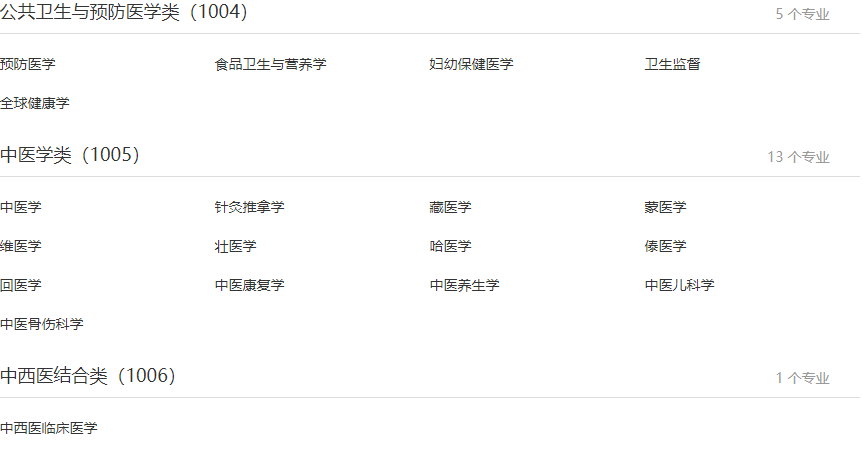 公共卫生与预防医学类（1004） 5 个专业
预防医学 食品卫生与营养学 妇幼保健医学 卫生监督
全球健康学
中医学类（1005） 13 个专业
中医学 针灸推拿学 藏医学 蒙医学
维医学 壮医学 哈医学 傣医学
回医学 中医康复学 中医养生学 中医儿科学
中医骨伤科学
中西医结合类（1006） 1 个专业
中西医临床医学